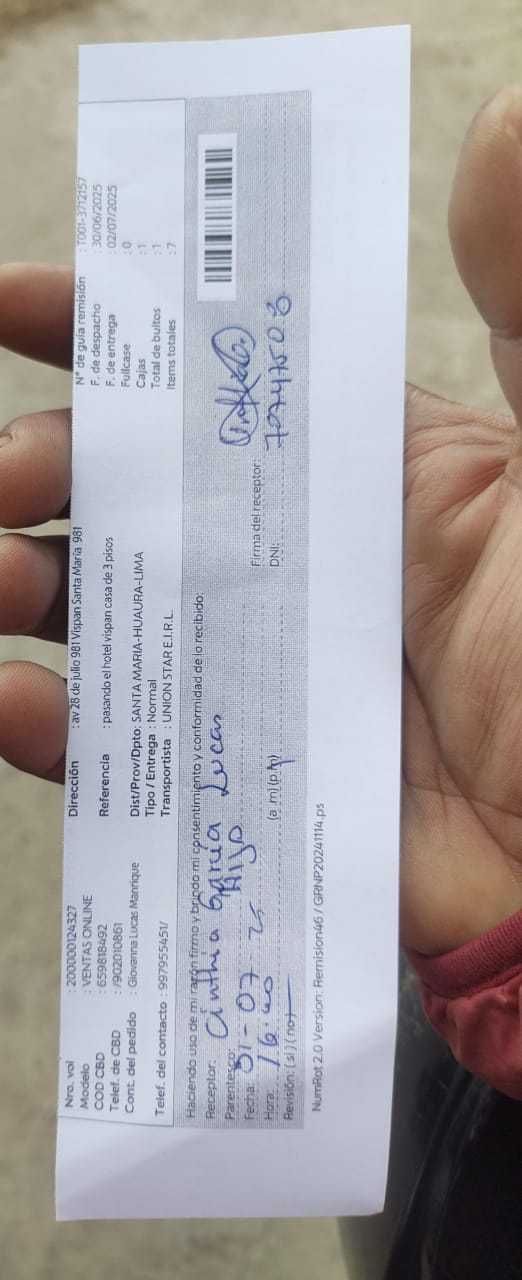 Nro. vol : 200000124327
Modelo : VENTAS ONLINE
COD CBD : 659818492
Telef. de CBD : /902010861
Cont. del pedido : Giovanna Lucas Manrique
Telef. del contacto : 997955451/
Dirección : av 28 de julio 981 Vispan Santa María 981
Referencia : pasando el hotel vispan casa de 3 pisos
Dist/Prov/Dpto: SANTA MARIA-HUAURA-LIMA
Tipo / Entrega : Normal
Transportista : UNION STAR E.I.R.L.
N° de guía remisión : T001-3712157
F. de despacho : 30/06/2025
F. de entrega : 02/07/2025
Fullcase : 0
Cajas : 1
Total de bultos : 1
Items totales : 7
Haciendo uso de mi razón firmo y brindo mi consentimiento y conformidad de lo recibido:
Receptor: Cinthia García Lucas
Parentesco: Hijo
Fecha: 01-07-25
Hora: 16:00 (a.m)(p.m)
Revisión: (si) (no)
Firma del receptor:
DNI: 70747508
NumRot 2.0 Version: Remision46 / GRNP20241114.ps